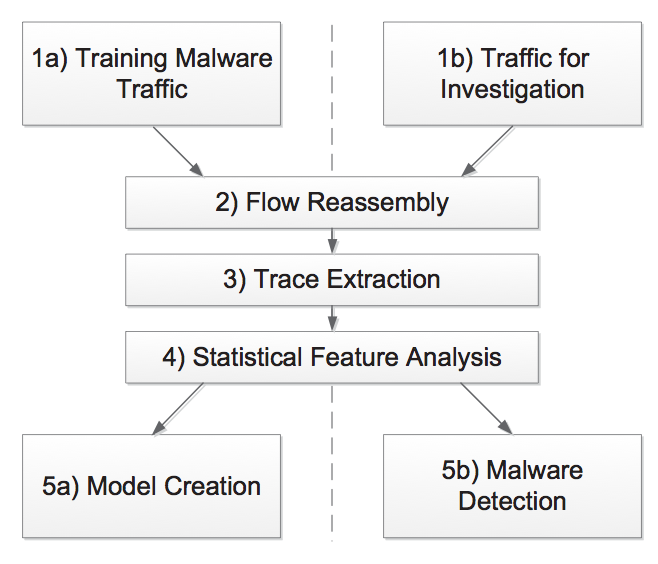 1a) Training Malware
Traffic
1b) Traffic for
Investigation
2) Flow Reassembly
3) Trace Extraction
4) Statistical Feature Analysis
5a) Model Creation
5b) Malware
Detection